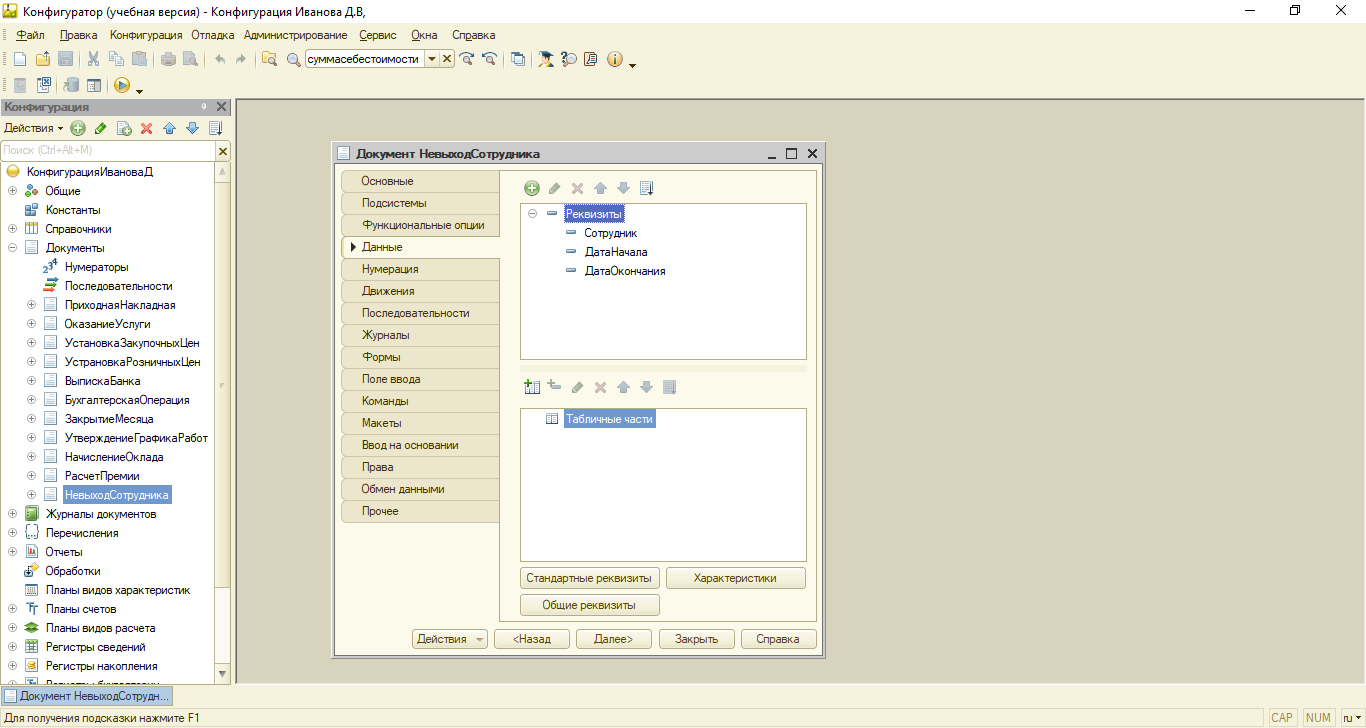 Конфигуратор (учебная версия) - Конфигурация Иванова Д.В,
Файл Правка Конфигурация Отладка Администрирование Сервис Окна Справка
суммасебестоимости
Конфигурация
Действия
Поиск (Ctrl+Alt+M)
КонфигурацияИвановаД
Общие
Константы
Справочники
Документы
Нумераторы
Последовательности
ПриходнаяНакладная
ОказаниеУслуги
УстановкаЗакупочныхЦен
УстрановкаРозничныхЦен
ВыпискаБанка
БухгалтерскаяОперация
ЗакрытиеМесяца
УтверждениеГрафикаРабот
НачислениеОклада
РасчетПремии
НевыходСотрудника
Журналы документов
Перечисления
Отчеты
Обработки
Планы видов характеристик
Планы счетов
Планы видов расчета
Регистры сведений
Регистры накопления
Документ НевыходСотрудника
Основные
Подсистемы
Функциональные опции
Данные
Нумерация
Движения
Последовательности
Журналы
Формы
Поле ввода
Команды
Макеты
Ввод на основании
Права
Обмен данными
Прочее
Реквизиты
Сотрудник
ДатаНачала
ДатаОкончания
Табличные части
Стандартные реквизиты Характеристики
Общие реквизиты
Действия <Назад Далее> Закрыть Справка
Документ НевыходСотрудн...
Для получения подсказки нажмите F1 CAP NUM ru